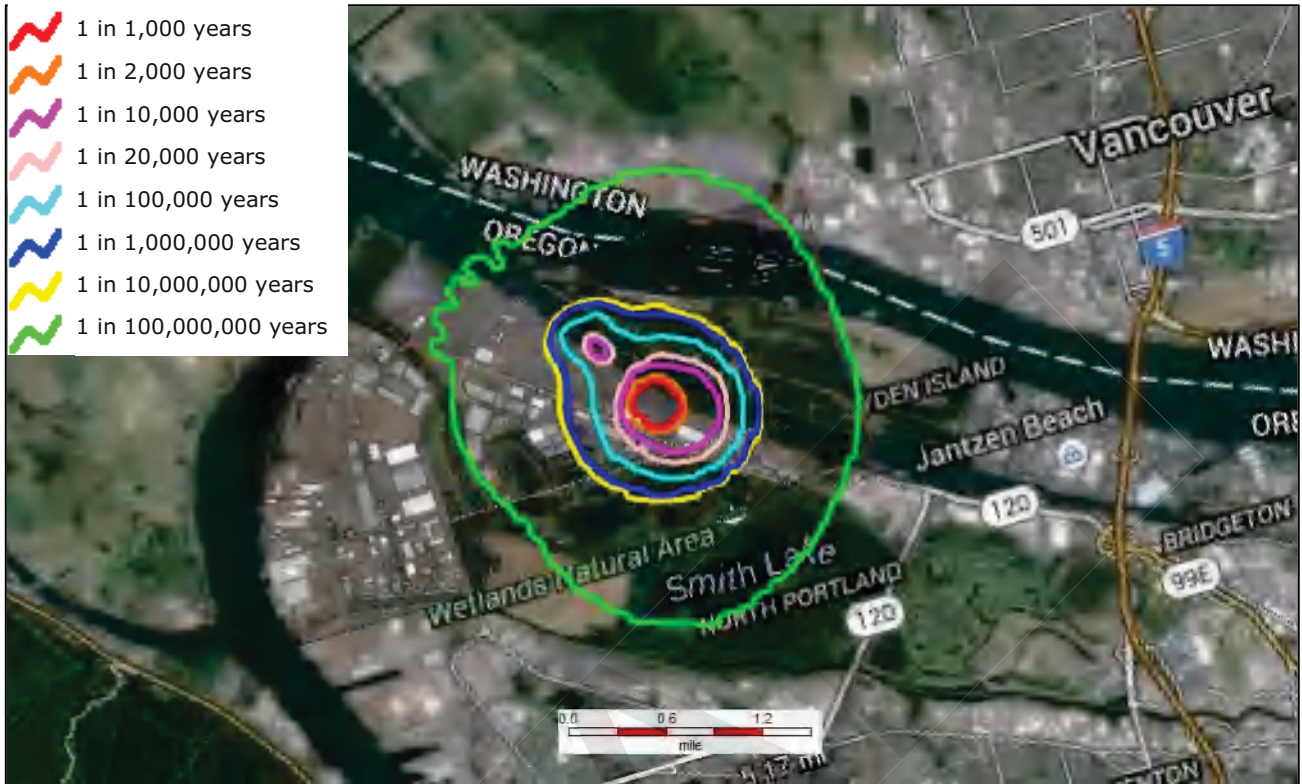 1 in 1,000 years
1 in 2,000 years
1 in 10,000 years
1 in 20,000 years
1 in 100,000 years
1 in 1,000,000 years
1 in 10,000,000 years
1 in 100,000,000 years
Vancouver
WASHINGTON
OREGON
501
5
WASHI
YDEN ISLAND
ORE
Jantzen Beach
120
BRIDGETON
99E
Wetlands Natural Area
Smith Lake
NORTH PORTLAND
120
0.0 0.6 1.2
mile